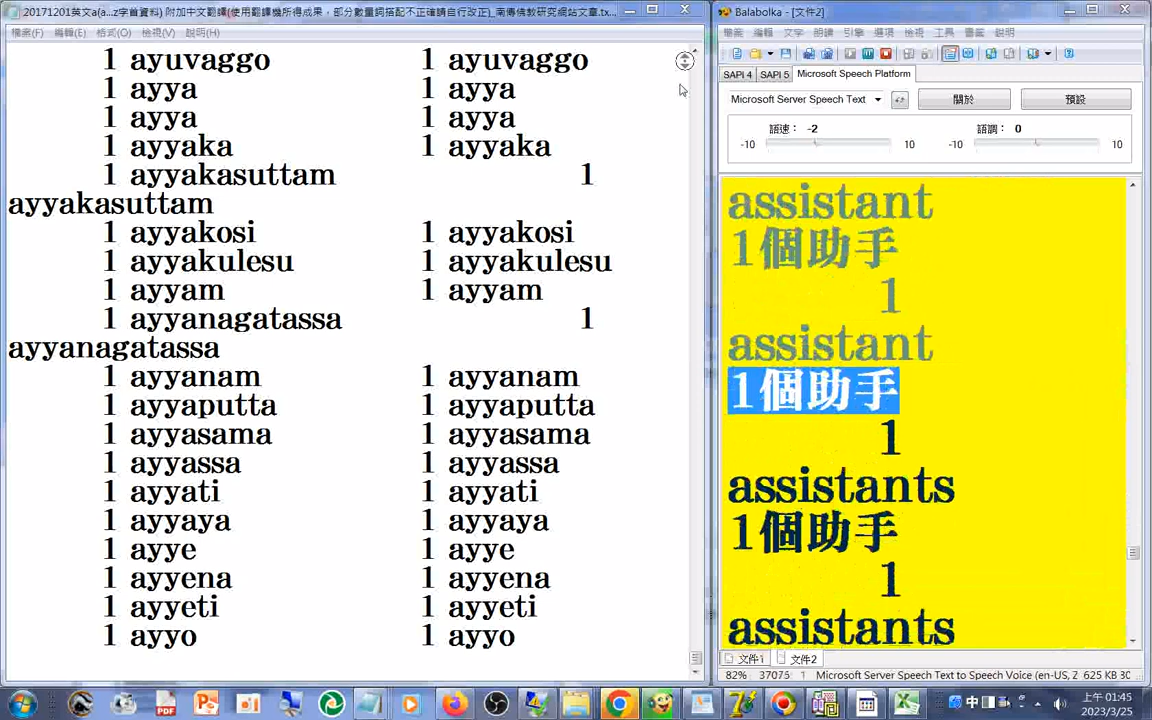 20171201英文a(a...z字首資料) 附加中文翻譯(使用翻譯機所得成果，部分數量詞搭配不正確請自行改正)_南傳佛教研究網站文章.tx...
檔案(F) 編輯(E) 格式(O) 檢視(V) 說明(H)
1 ayuvaggo 1 ayuvaggo
1 ayya 1 ayya
1 ayya 1 ayya
1 ayyaka 1 ayyaka
1 ayyakasuttam 1
ayyakasuttam
1 ayyakosi 1 ayyakosi
1 ayyakulesu 1 ayyakulesu
1 ayyam 1 ayyam
1 ayyanagatassa 1
ayyanagatassa
1 ayyanam 1 ayyanam
1 ayyaputta 1 ayyaputta
1 ayyasama 1 ayyasama
1 ayyassa 1 ayyassa
1 ayyati 1 ayyati
1 ayyaya 1 ayyaya
1 ayye 1 ayye
1 ayyena 1 ayyena
1 ayyeti 1 ayyeti
1 ayyo 1 ayyo
Balabolka - [文件2]
檔案 編輯 文字 朗讀 引擎 選項 檢視 工具 書籤 說明
SAPI 4 SAPI 5 Microsoft Speech Platform
Microsoft Server Speech Text 關於 預設
語速： -2 語調： 0
-10 10 -10 10
assistant
1個助手
1
assistant
1個助手
1
assistants
1個助手
1
assistants
文件1 文件2
82% 37075 Microsoft Server Speech Text to Speech Voice (en-US, Z 625 KB 30
中
上午 01:45
2023/3/25